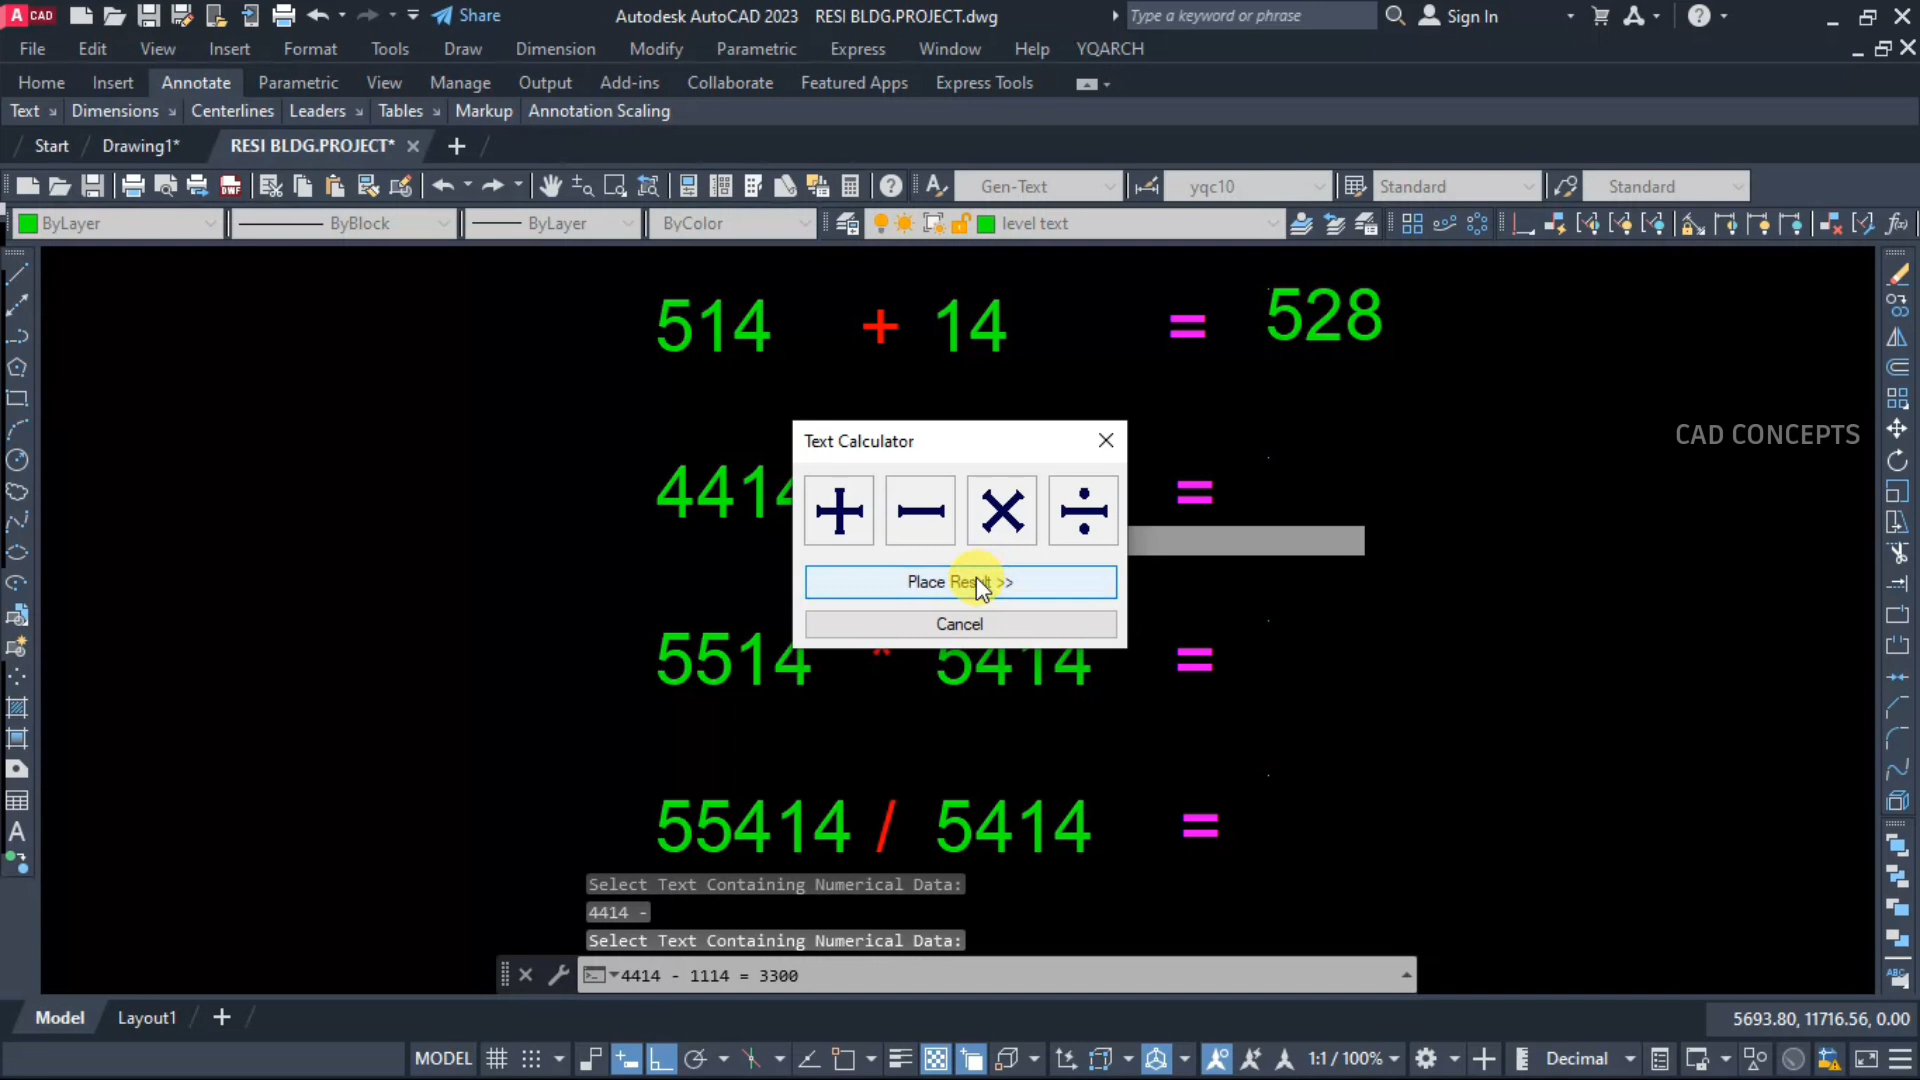 A CAD Share Autodesk AutoCAD 2023 RESI BLDG.PROJECT.dwg Type a keyword or phrase Sign In
File Edit View Insert Format Tools Draw Dimension Modify Parametric Express Window Help YQARCH
Home Insert Annotate Parametric View Manage Output Add-ins Collaborate Featured Apps Express Tools
Text Dimensions Centerlines Leaders Tables Markup Annotation Scaling
Start Drawing1* RESI BLDG.PROJECT*
Gen-Text yqc10 Standard Standard
ByLayer ByBlock ByLayer ByColor level text
514 + 14 = 528
CAD CONCEPTS
Text Calculator
4414 =
Place Result >>
Cancel
5514 * 5414 =
55414 / 5414 =
Select Text Containing Numerical Data:
4414 -
Select Text Containing Numerical Data:
4414 - 1114 = 3300
Model Layout1 5693.80, 11716.56, 0.00
MODEL 1:1 / 100% Decimal